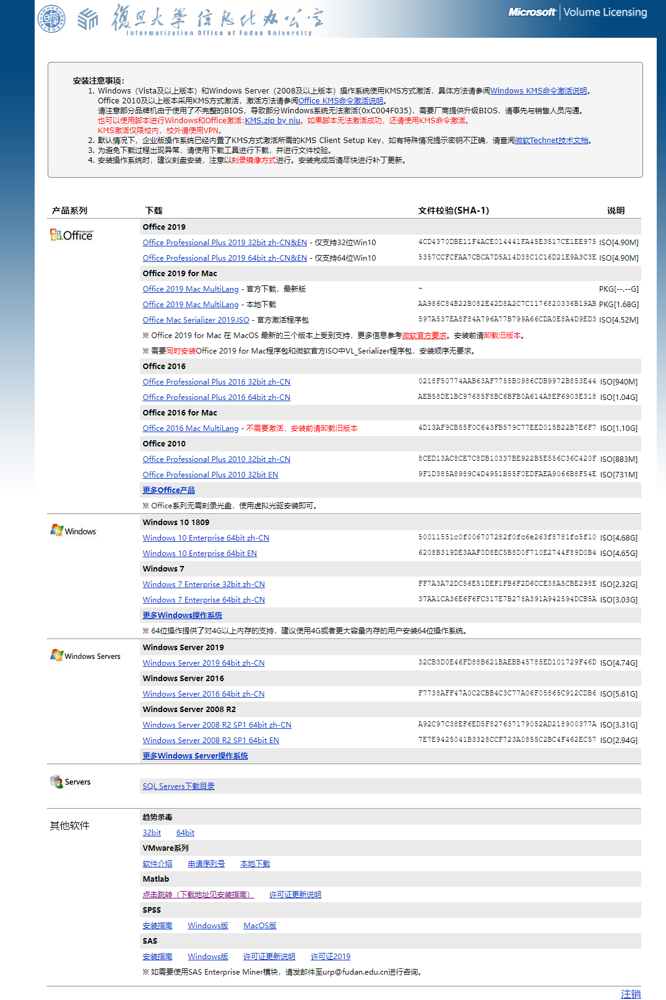 復旦大學 信息化办公室
Informatization Office of Fudan University
Microsoft Volume Licensing
安装注意事项：
1. Windows（Vista及以上版本）和Windows Server（2008及以上版本）操作系统使用KMS方式激活，具体方法请参阅Windows KMS命令激活说明。
Office 2010及以上版本采用KMS方式激活，激活方法请参阅Office KMS命令激活说明。
请注意部分品牌机由于使用了不完整的BIOS，导致部分Windows系统无法激活(0xC004F035)，需要厂商提供升级BIOS，请事先与销售人员沟通。
也可以使用脚本进行Windows和Office激活:KMS.zip by niu。如果脚本无法激活成功，还请使用KMS命令激活。
KMS激活仅限校内，校外请使用VPN。
2. 默认情况下，企业版操作系统已经内置了KMS方式激活所需的KMS Client Setup Key，如有特殊情况提示密钥不正确，请查阅微软Technet技术文档。
3. 为避免下载过程出现异常，请使用下载工具进行下载，并进行文件校验。
4. 安装操作系统时，建议刻盘安装，注意以刻录镜像方式进行。安装完成后请尽快进行补丁更新。
产品系列 下载 文件校验(SHA-1) 说明
Microsoft Office
Office 2019
Office Professional Plus 2019 32bit zh-CN&EN - 仅支持32位Win10 4CD4370DBE11F4ACE014441FA45E3517CE1EE975 ISO[4.90M]
Office Professional Plus 2019 64bit zh-CN&EN - 仅支持64位Win10 5357CCFCFAA7CBCA7D5A14D38C1C16D21E9A3C3E ISO[4.90M]
Office 2019 for Mac
Office 2019 Mac MultiLang - 官方下载，最新版 - PKG[--.--G]
Office 2019 Mac MultiLang - 本地下载 AA986C84B22B082E42D8A2C7C1176820336B19AB PKG[1.68G]
Office Mac Serializer 2019.ISO - 官方激活程序包 597A537EA8F84A796A77B799A66CDA0E8A4D9ED3 ISO[4.52M]
※ Office 2019 for Mac 在 MacOS 最新的三个版本上受到支持，更多信息参考微软官方要求。安装前请卸载旧版本。
※ 需要同时安装Office 2019 for Mac程序包和微软官方ISO中VL_Serializer程序包，安装顺序无要求。
Office 2016
Office Professional Plus 2016 32bit zh-CN 0218F50774AAB63AF7755B0986CDB9972B853E44 ISO[940M]
Office Professional Plus 2016 64bit zh-CN AEB58DE1BC97685F8BC6BFB0A614A8EF6903E318 ISO[1.04G]
Office 2016 for Mac
Office 2016 Mac MultiLang - 不需要激活，安装前请卸载旧版本 4D13AF9CB55F0C643FB579C77EED015B22B7E6F7 ISO[1.10G]
Office 2010
Office Professional Plus 2010 32bit zh-CN 8CED13AC8CE7C8DB10337BE922B5E556C36C420F ISO[883M]
Office Professional Plus 2010 32bit EN 9F1D385A8989C4D4951B55F0EDFAEA9066B8F54E ISO[731M]
更多Office产品
※ Office系列无需刻录光盘，使用虚拟光驱安装即可。
Windows
Windows 10 1809
Windows 10 Enterprise 64bit zh-CN 50011551c0f006707282f0fc6e263f8781fc5f10 ISO[4.68G]
Windows 10 Enterprise 64bit EN 6208B319DE3AAF0D8EC5B8D0F710E2744F89D0B4 ISO[4.65G]
Windows 7
Windows 7 Enterprise 32bit zh-CN FF7A3A72DC56E51DEF1FB6F2D6CCE38A5CBE298E ISO[2.32G]
Windows 7 Enterprise 64bit zh-CN 37AA1CA36E6F6FC317E7B278A391A942594DCB5A ISO[3.03G]
更多Windows操作系统
※ 64位操作提供了对4G以上内存的支持，建议使用4G或者更大容量内存的用户安装64位操作系统。
Windows Servers
Windows Server 2019
Windows Server 2019 64bit zh-CN 32CB3D0E46FD88B621BAEBB45785ED101729F46D ISO[4.74G]
Windows Server 2016
Windows Server 2016 64bit zh-CN F7738AFF47A0C2CBB4C3C77A06F05865C912CDB6 ISO[5.61G]
Windows Server 2008 R2
Windows Server 2008 R2 SP1 64bit zh-CN A92C97C38EF6ED5F827637179052AD218900377A ISO[3.31G]
Windows Server 2008 R2 SP1 64bit EN 7E7E9425041B3328CCF723A0855C2BC4F462EC57 ISO[2.94G]
更多Windows Server操作系统
Servers
SQL Servers下载目录
其他软件
趋势杀毒
32bit 64bit
VMware系列
软件介绍 申请序列号 本地下载
Matlab
点击跳转（下载地址见安装指南） 许可证更新说明
SPSS
安装指南 Windows版 MacOS版
SAS
安装指南 Windows版 许可证更新说明 许可证2019
※ 如需要使用SAS Enterprise Miner模块，请发邮件至urp@fudan.edu.cn进行咨询。
注销